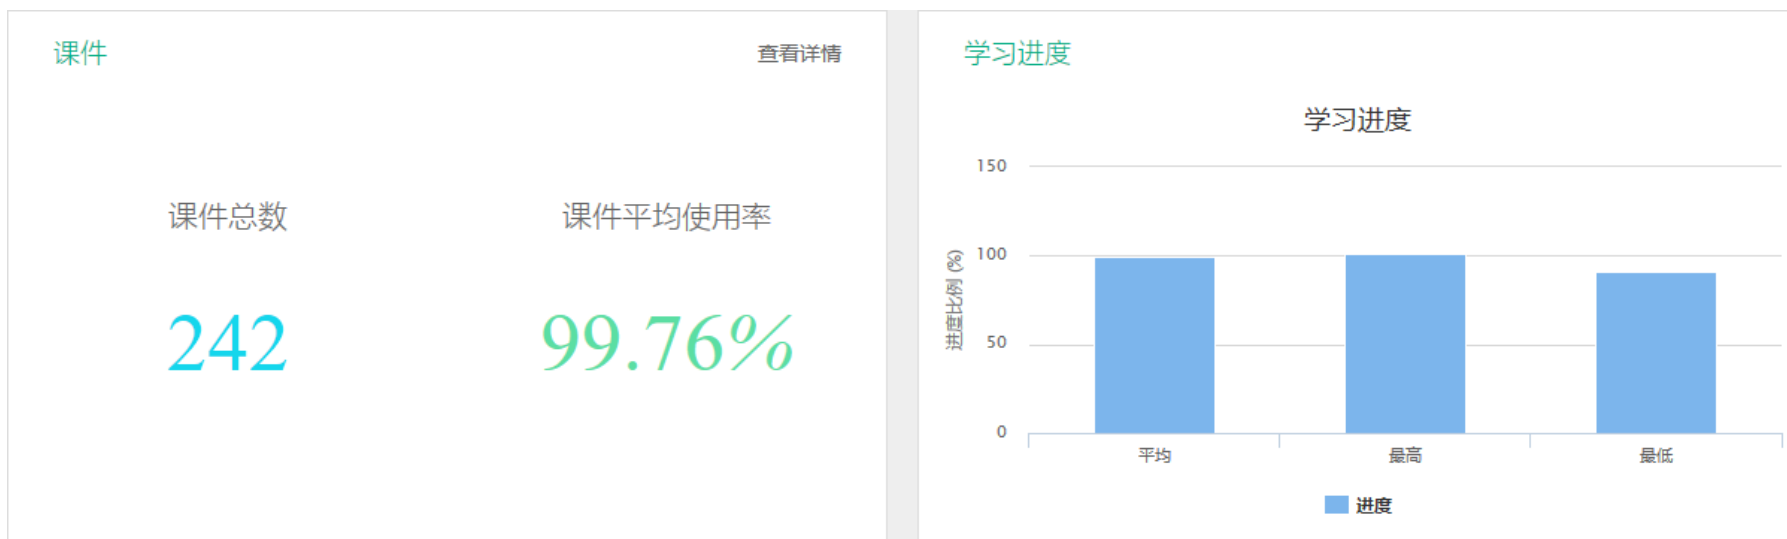 课件
查看详情
课件总数
课件平均使用率
242
99.76%
学习进度
学习进度
150
100
50
0
进度比例 (%)
平均
最高
最低
进度